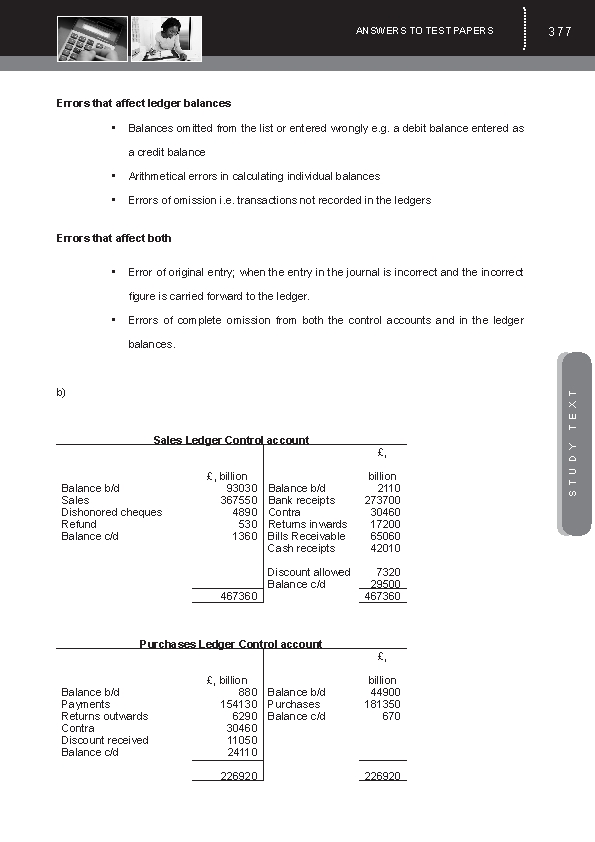 ANSWERS TO TEST PAPERS 377
Errors that affect ledger balances
• Balances omitted from the list or entered wrongly e.g. a debit balance entered as
a credit balance
• Arithmetical errors in calculating individual balances
• Errors of omission i.e. transactions not recorded in the ledgers
Errors that affect both
• Error of original entry; when the entry in the journal is incorrect and the incorrect
figure is carried forward to the ledger.
• Errors of complete omission from both the control accounts and in the ledger
balances.
STUDY TEXT
b)
Sales Ledger Control account
£,
£, billion billion
Balance b/d 93030 Balance b/d 2110
Sales 367550 Bank receipts 273700
Dishonored cheques 4890 Contra 30460
Refund 530 Returns inwards 17200
Balance c/d 1360 Bills Receivable 65060
Cash receipts 42010
Discount allowed 7320
Balance c/d 29500
467360 467360
Purchases Ledger Control account
£,
£, billion billion
Balance b/d 880 Balance b/d 44900
Payments 154130 Purchases 181350
Returns outwards 6290 Balance c/d 670
Contra 30460
Discount received 11050
Balance c/d 24110
226920 226920